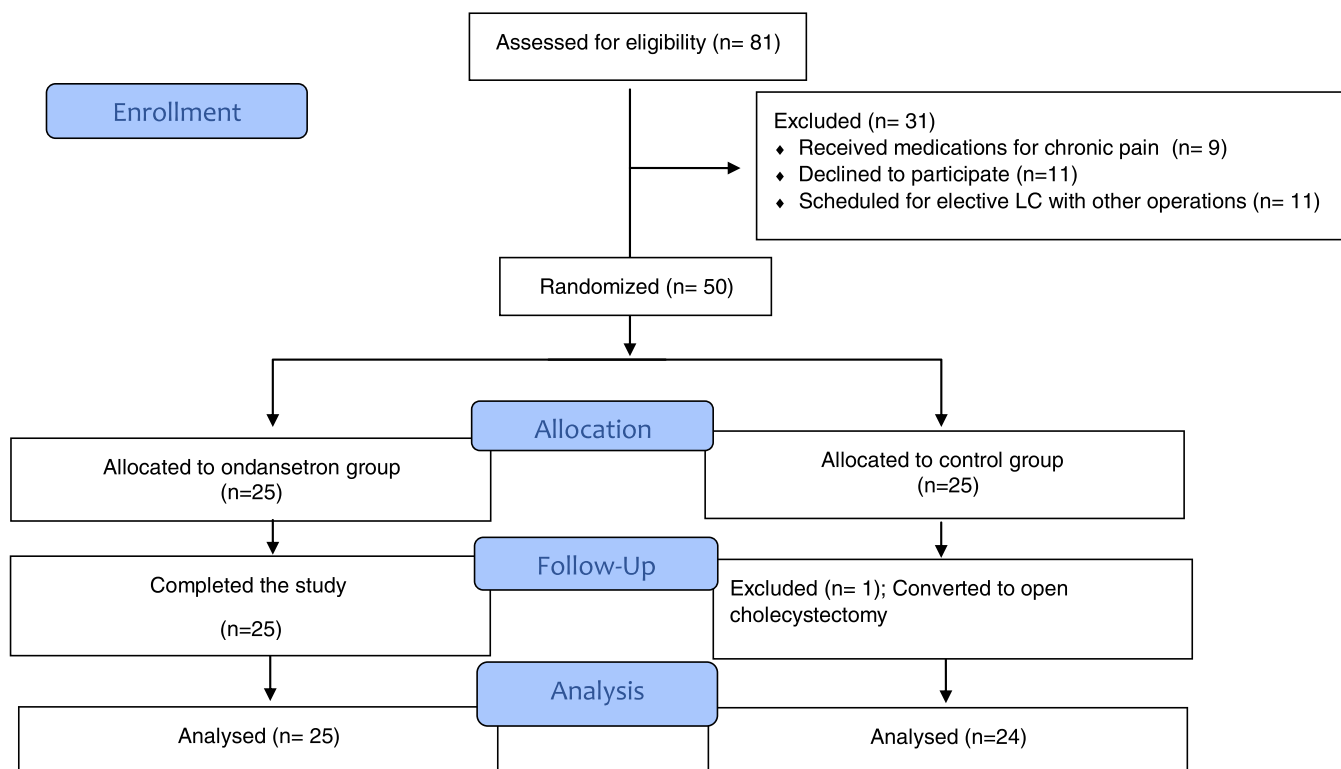 Assessed for eligibility (n= 81)
Enrollment
Excluded (n= 31)
♦ Received medications for chronic pain  (n= 9)
♦ Declined to participate (n=11)
♦ Scheduled for elective LC with other operations (n= 11)
Randomized (n= 50)
Allocation
Allocated to ondansetron group
(n=25)
Allocated to control group
(n=25)
Follow-Up
Completed the study
(n=25)
Excluded (n= 1); Converted to open
cholecystectomy
Analysis
Analysed (n= 25)
Analysed (n=24)